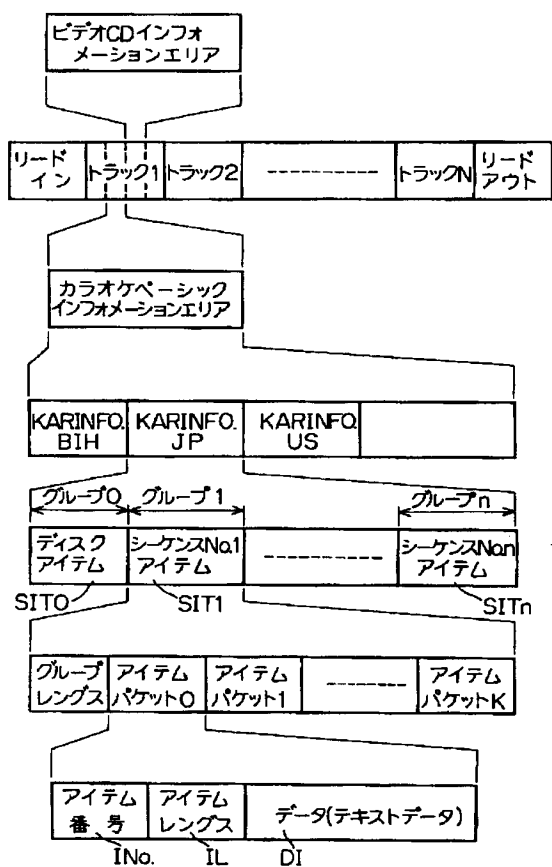 ビデオCDインフォ
メーションエリア
リード
イン
トラック1
トラック2
トラックN
リード
アウト
カラオケベーシック
インフォメーションエリア
KARINFO.
BIH
KARINFO.
JP
KARINFO.
US
グループ0
グループ1
グループn
ディスク
アイテム
シーケンスNo.1
アイテム
シーケンスNo.n
アイテム
SIT0
SIT1
SITn
グループ
レングス
アイテム
パケット0
アイテム
パケット1
アイテム
パケットK
アイテム
番号
アイテム
レングス
データ(テキストデータ)
INo.
IL
DI